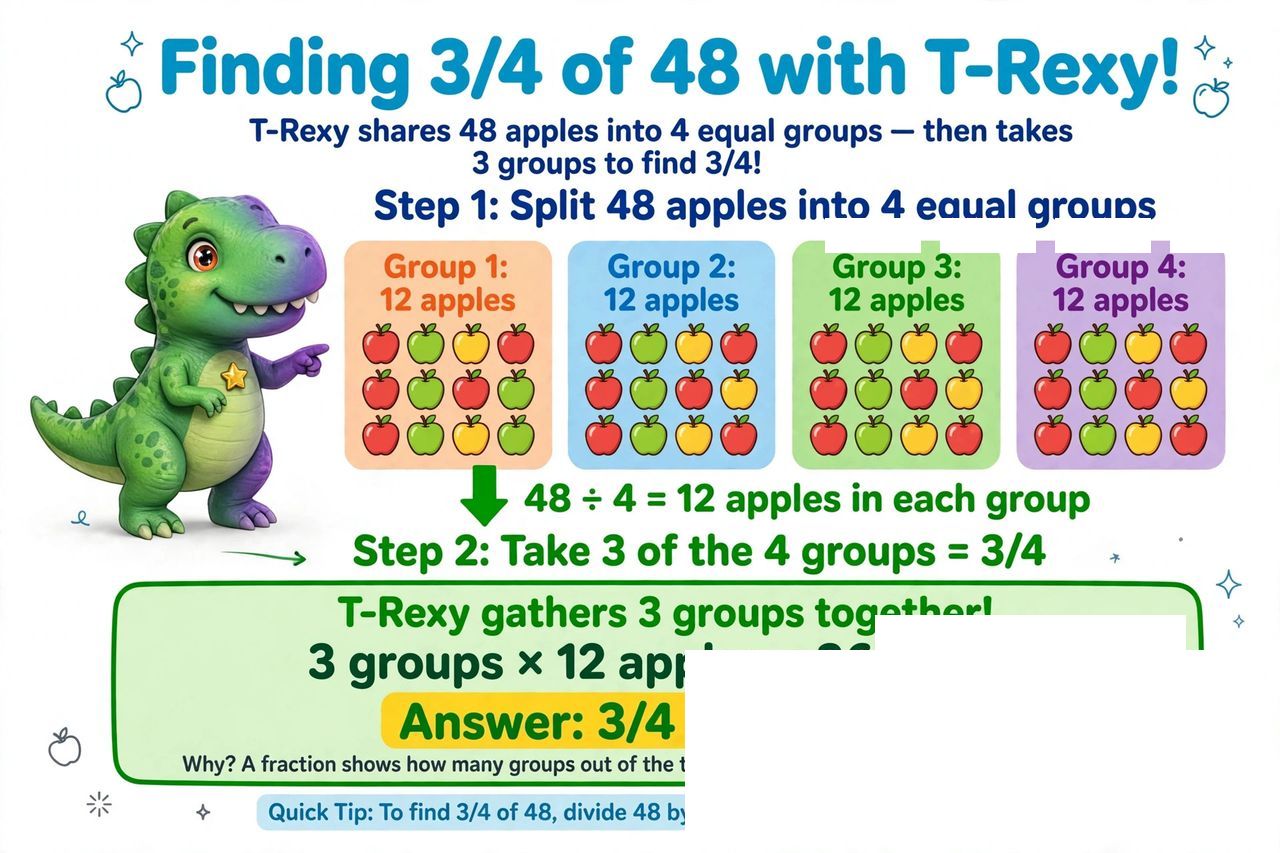 Finding 3/4 of 48 with T-Rexy!
T-Rexy shares 48 apples into 4 equal groups — then takes
3 groups to find 3/4!
Step 1: Split 48 apples into 4 equal groups
Group 1:
12 apples
Group 2:
12 apples
Group 3:
12 apples
Group 4:
12 apples
48 ÷ 4 = 12 apples in each group
Step 2: Take 3 of the 4 groups = 3/4
T-Rexy gathers 3 groups together!
3 groups × 12
Answer: 3/4
Why? A fraction shows how many groups out of the
Quick Tip: To find 3/4 of 48, divide 48